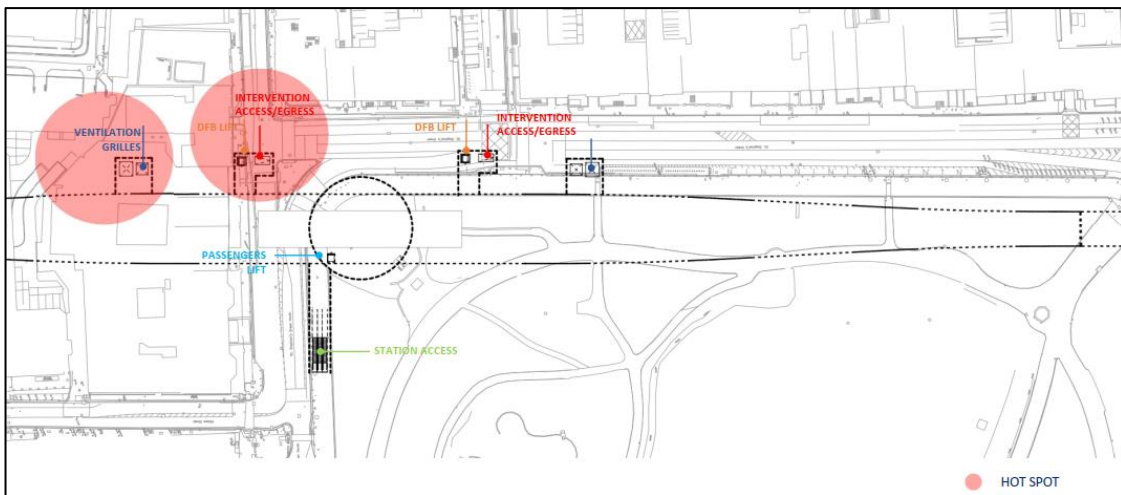 INTERVENTION
ACCESS/EGRESS
DFB LIFT
VENTILATION
GRILLES
DFB LIFT
INTERVENTION
ACCESS/EGRESS
PASSENGERS
LIFT
STATION ACCESS
HOT SPOT